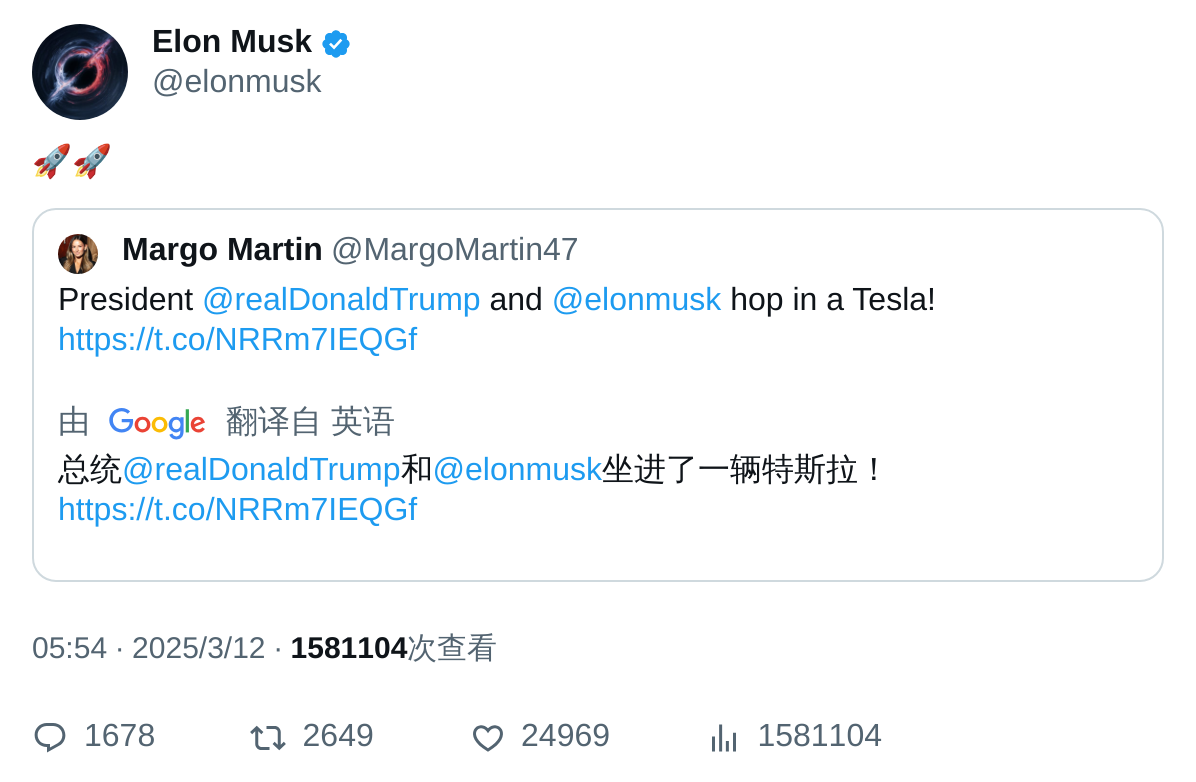 Elon Musk
@elonmusk
🚀🚀
Margo Martin @MargoMartin47
President @realDonaldTrump and @elonmusk hop in a Tesla!
https://t.co/NRRm7IEQGf
由 Google 翻译自 英语
总统@realDonaldTrump和@elonmusk坐进了一辆特斯拉！
https://t.co/NRRm7IEQGf
05:54 · 2025/3/12 · 1581104次查看
1678 2649 24969 1581104